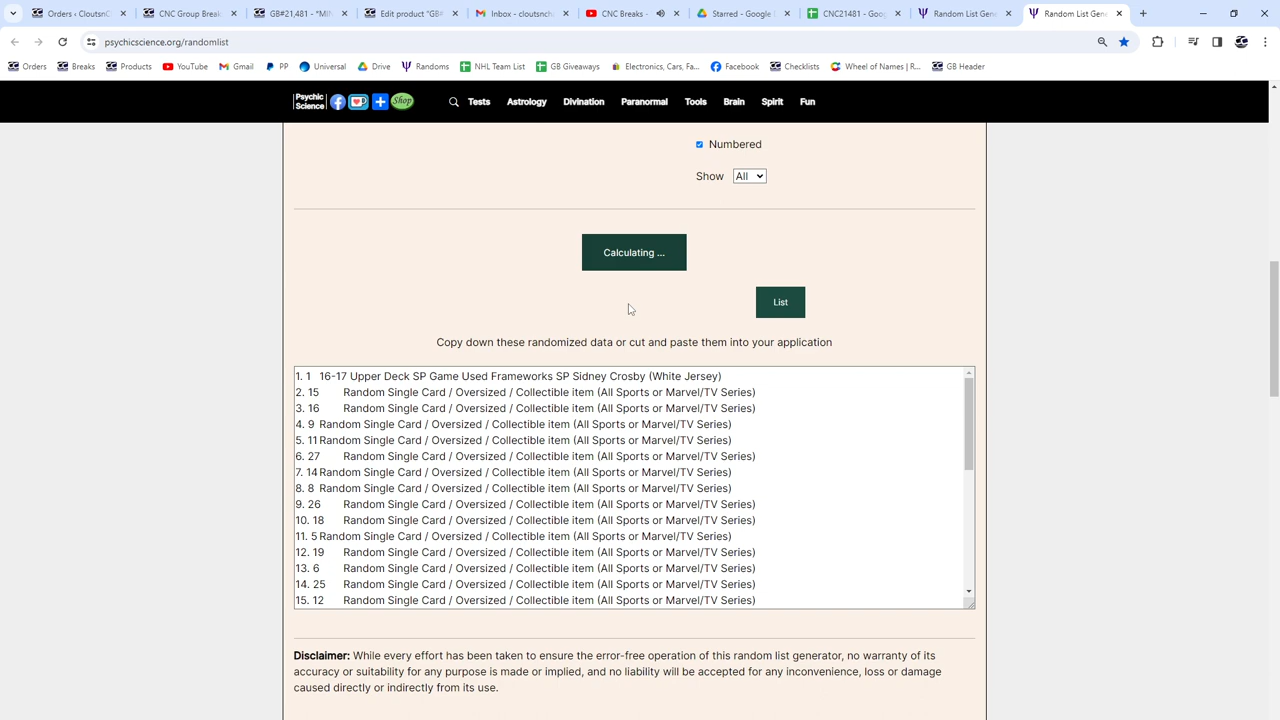 Orders ‹ CloutsnC
CNC Group Break
GB#21,481 - "MIN
Edit product "GB#
Inbox - cloutsnch
CNC Breaks -
Starred - Google
CNC21481 - Goog
Random List Gene
Random List Gene
psychicscience.org/randomlist
Orders
Breaks
Products
YouTube
Gmail
PP
Universal
Drive
Randoms
NHL Team List
GB Giveaways
Electronics, Cars, Fa...
Facebook
Checklists
Wheel of Names | R...
GB Header
Psychic
Science
Shop
Tests
Astrology
Divination
Paranormal
Tools
Brain
Spirit
Fun
Numbered
Show All
Calculating ...
List
Copy down these randomized data or cut and paste them into your application
1. 1 16-17 Upper Deck SP Game Used Frameworks SP Sidney Crosby (White Jersey)
2. 15 Random Single Card / Oversized / Collectible item (All Sports or Marvel/TV Series)
3. 16 Random Single Card / Oversized / Collectible item (All Sports or Marvel/TV Series)
4. 9 Random Single Card / Oversized / Collectible item (All Sports or Marvel/TV Series)
5. 11 Random Single Card / Oversized / Collectible item (All Sports or Marvel/TV Series)
6. 27 Random Single Card / Oversized / Collectible item (All Sports or Marvel/TV Series)
7. 14 Random Single Card / Oversized / Collectible item (All Sports or Marvel/TV Series)
8. 8 Random Single Card / Oversized / Collectible item (All Sports or Marvel/TV Series)
9. 26 Random Single Card / Oversized / Collectible item (All Sports or Marvel/TV Series)
10. 18 Random Single Card / Oversized / Collectible item (All Sports or Marvel/TV Series)
11. 5 Random Single Card / Oversized / Collectible item (All Sports or Marvel/TV Series)
12. 19 Random Single Card / Oversized / Collectible item (All Sports or Marvel/TV Series)
13. 6 Random Single Card / Oversized / Collectible item (All Sports or Marvel/TV Series)
14. 25 Random Single Card / Oversized / Collectible item (All Sports or Marvel/TV Series)
15. 12 Random Single Card / Oversized / Collectible item (All Sports or Marvel/TV Series)
Disclaimer: While every effort has been taken to ensure the error-free operation of this random list generator, no warranty of its
accuracy or suitability for any purpose is made or implied, and no liability will be accepted for any inconvenience, loss or damage
caused directly or indirectly from its use.